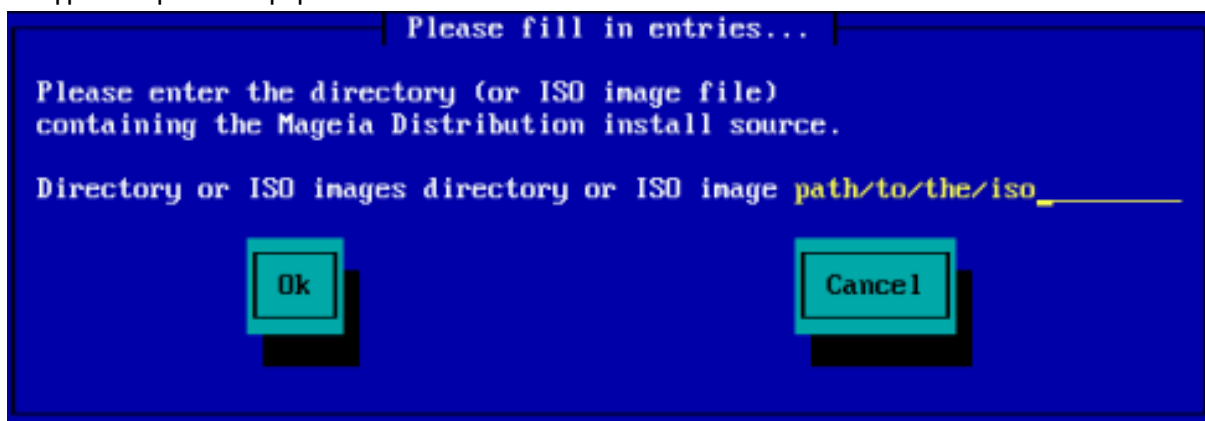 Please fill in entries...
Please enter the directory (or ISO image file)
containing the Mageia Distribution install source.
Directory or ISO images directory or ISO image path/to/the/iso
Ok
Cancel